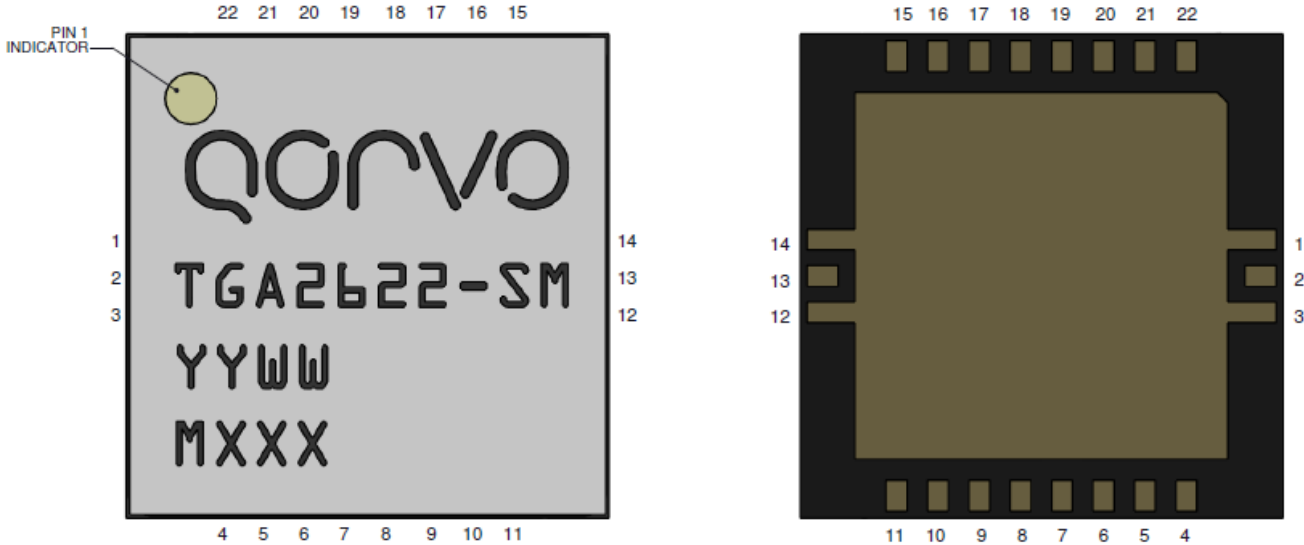 22 21 20 19 18 17 16 15
15 16 17 18 19 20 21 22
PIN 1
INDICATOR
QORVO
1
14
14
1
2
TGA2622-SM
13
13
2
3
12
12
3
YYWW
MXXX
4 5 6 7 8 9 10 11
11 10 9 8 7 6 5 4